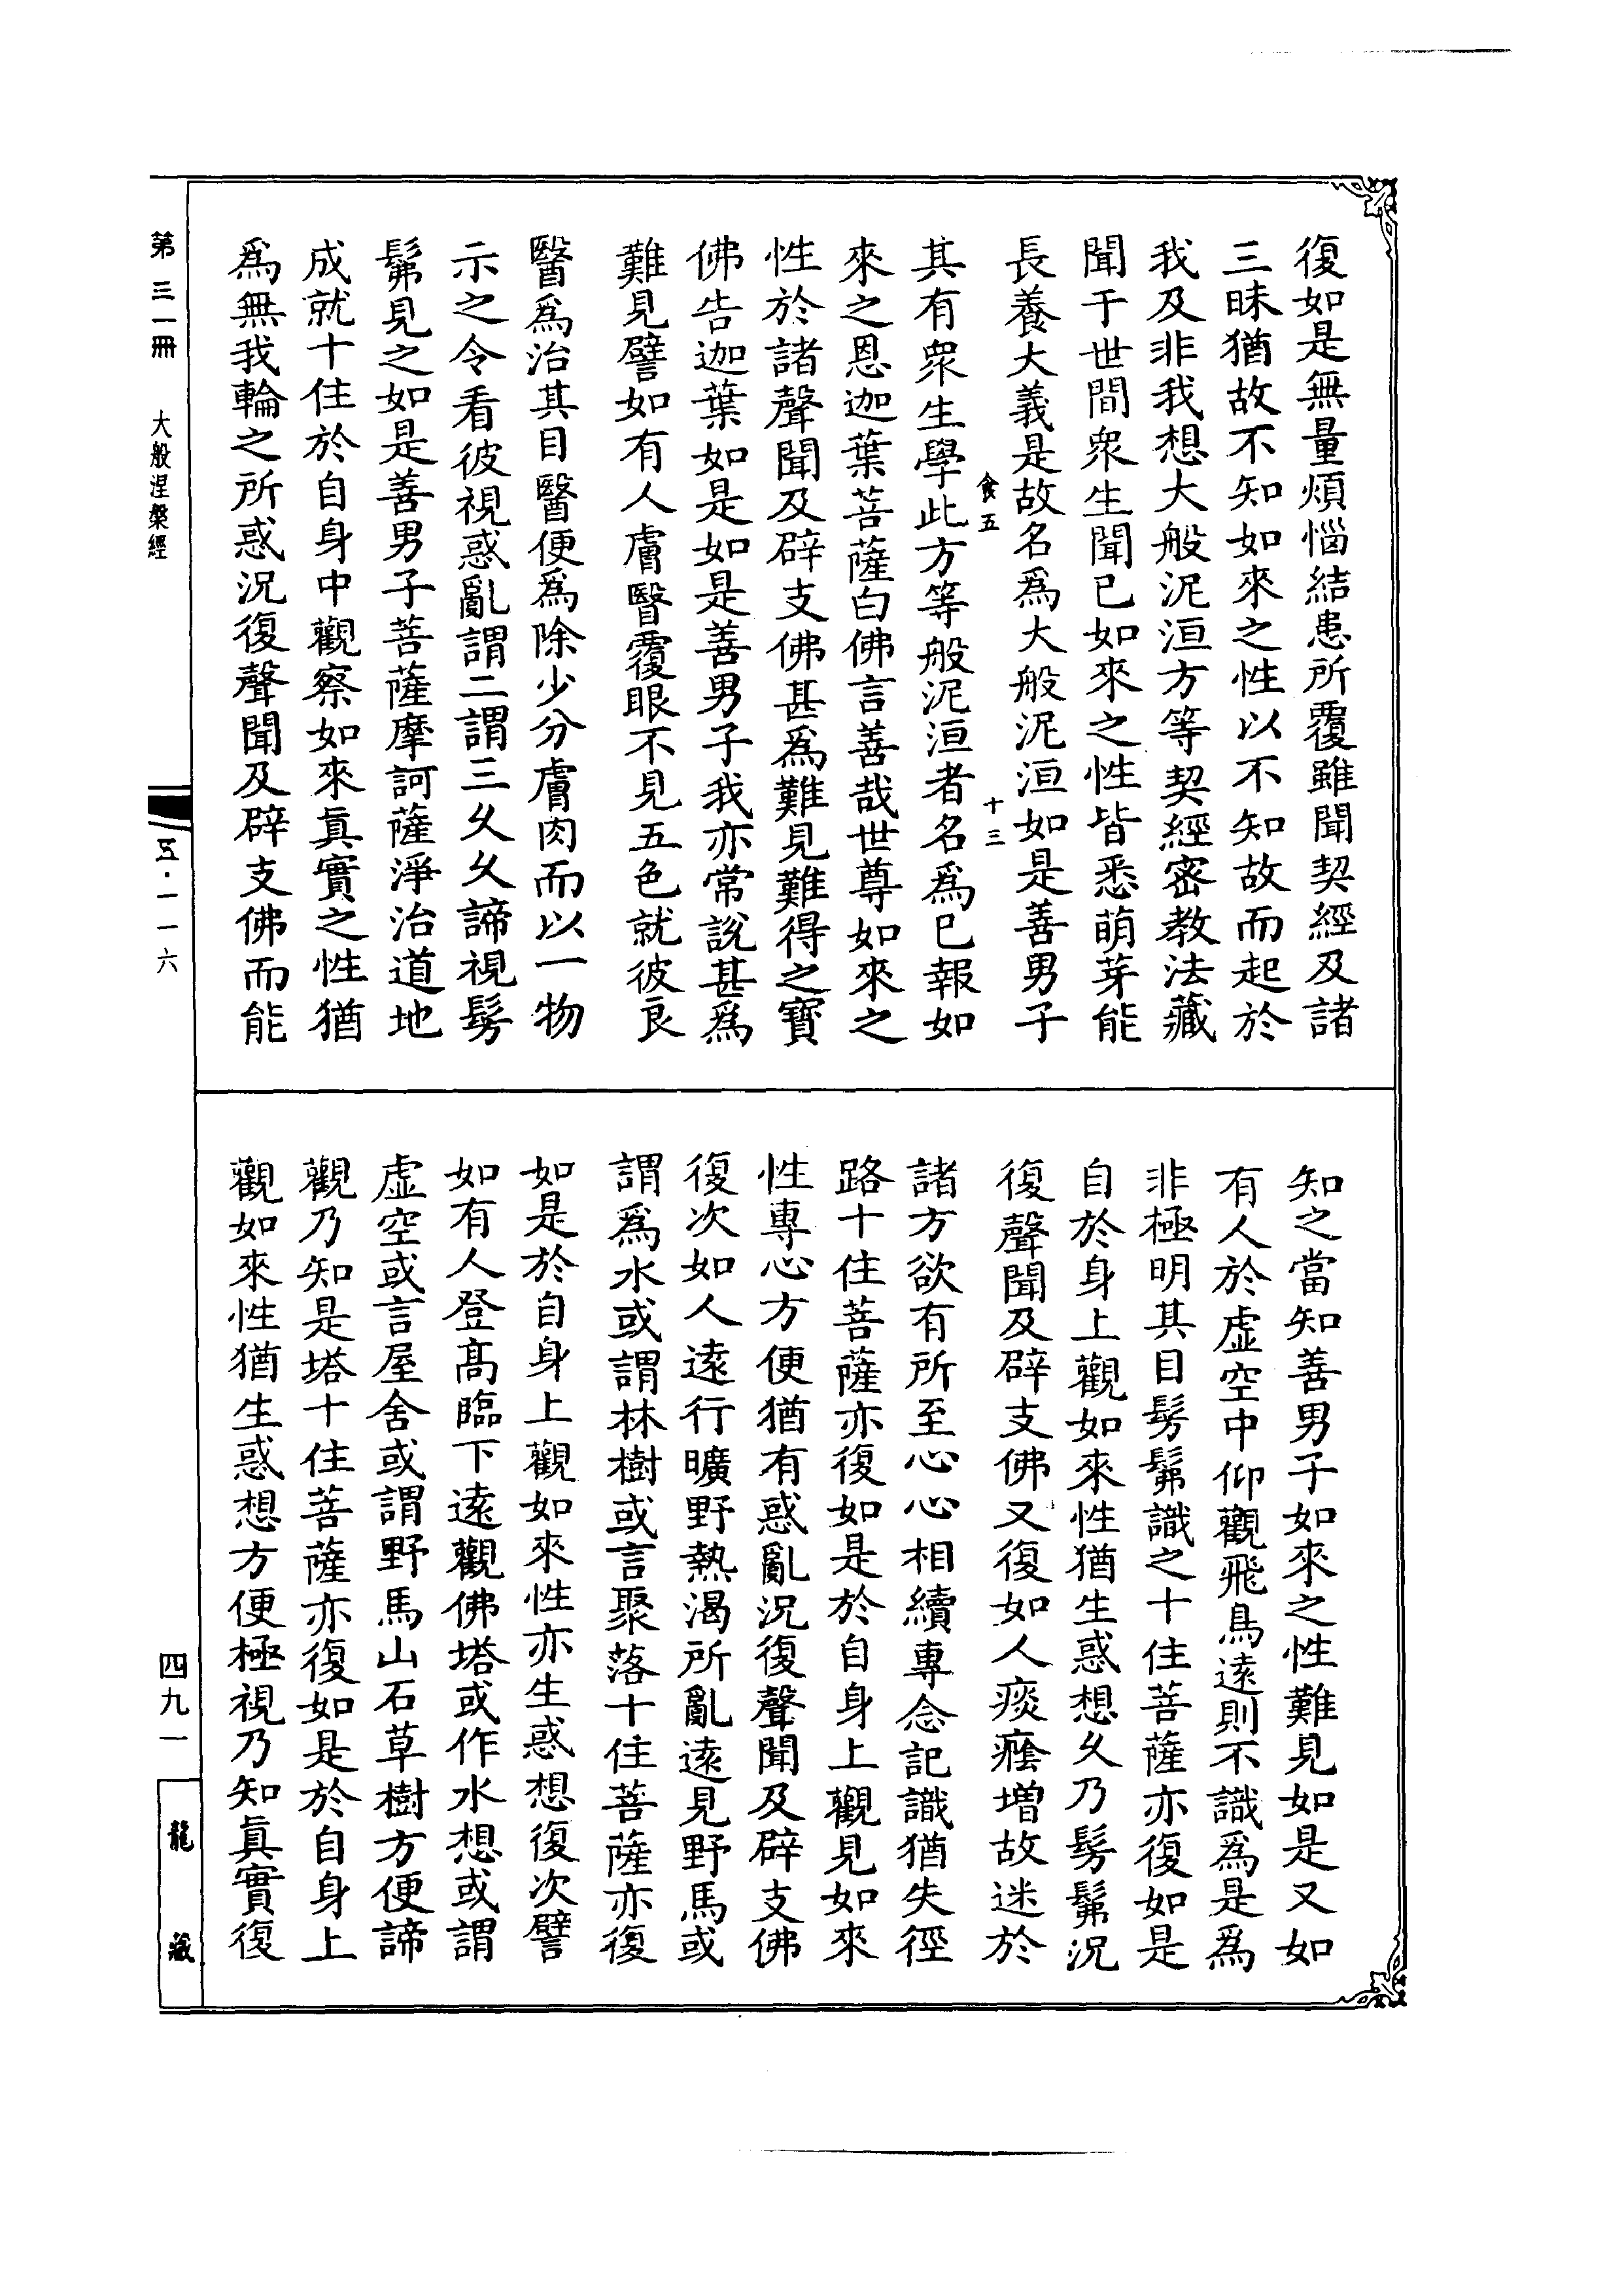 復如是無量煩惱結患所覆雖聞契經及諸
三昧猶故不知如來之性以不知故而起於
我及非我想大般泥洹方等契經密教法藏
聞于世間衆生聞已如來之性皆悉萌芽能
長養大義是故名爲大般泥洹如是善男子
食五
十三
其有衆生學此方等般泥洹者名爲已報如
來之恩迦葉菩薩白佛言善哉世尊如來之
性於諸聲聞及辟支佛甚爲難見難得之寶
佛告迦葉如是如是善男子我亦常說甚爲
難見譬如有人膚瞖覆眼不見五色就彼良
醫爲治其目醫便爲除少分膚肉而以一物
示之令看彼視惑亂謂二謂三久久諦視髣
髴見之如是善男子菩薩摩訶薩淨治道地
成就十住於自身中觀察如來眞實之性猶
爲無我輪之所惑況復聲聞及辟支佛而能
知之當知善男子如來之性難見如是又如
有人於虛空中仰觀飛鳥遠則不識爲是爲
非極明其目髣髴識之十住菩薩亦復如是
自於身上觀如來性猶生惑想久乃髣髴況
復聲聞及辟支佛又復如人痰癊增故迷於
諸方欲有所至心心相續專念記識猶失徑
路十住菩薩亦復如是於自身上觀見如來
性專心方便猶有惑亂況復聲聞及辟支佛
復次如人遠行曠野熱渴所亂遠見野馬或
謂爲水或謂林樹或言聚落十住菩薩亦復
如是於自身上觀如來性亦生惑想復次譬
如有人登高臨下遠觀佛塔或作水想或謂
虛空或言屋舍或謂野馬山石草樹方便諦
觀乃知是塔十住菩薩亦復如是於自身上
觀如來性猶生惑想方便極視乃知眞實復
第三一冊 大般涅槃經
五·一一六
四九一
龍藏